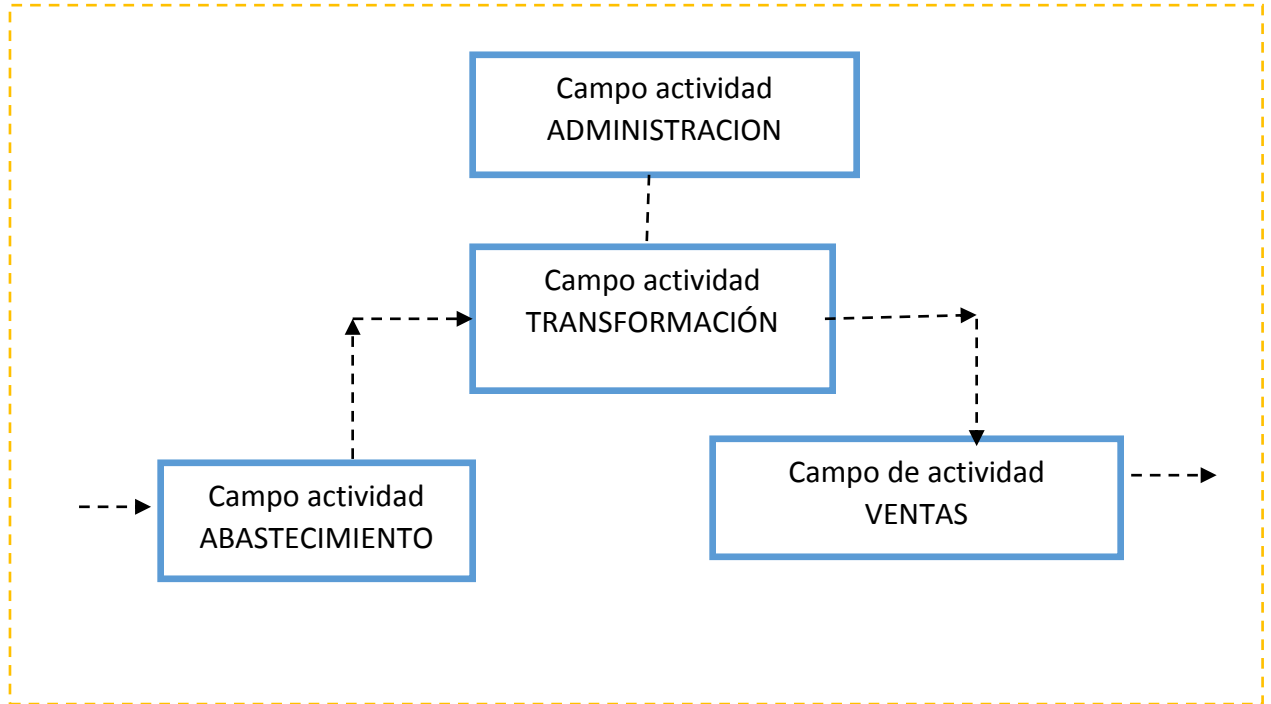 Campo actividad
ADMINISTRACION
Campo actividad
TRANSFORMACIÓN
Campo actividad
ABASTECIMIENTO
Campo de actividad
VENTAS